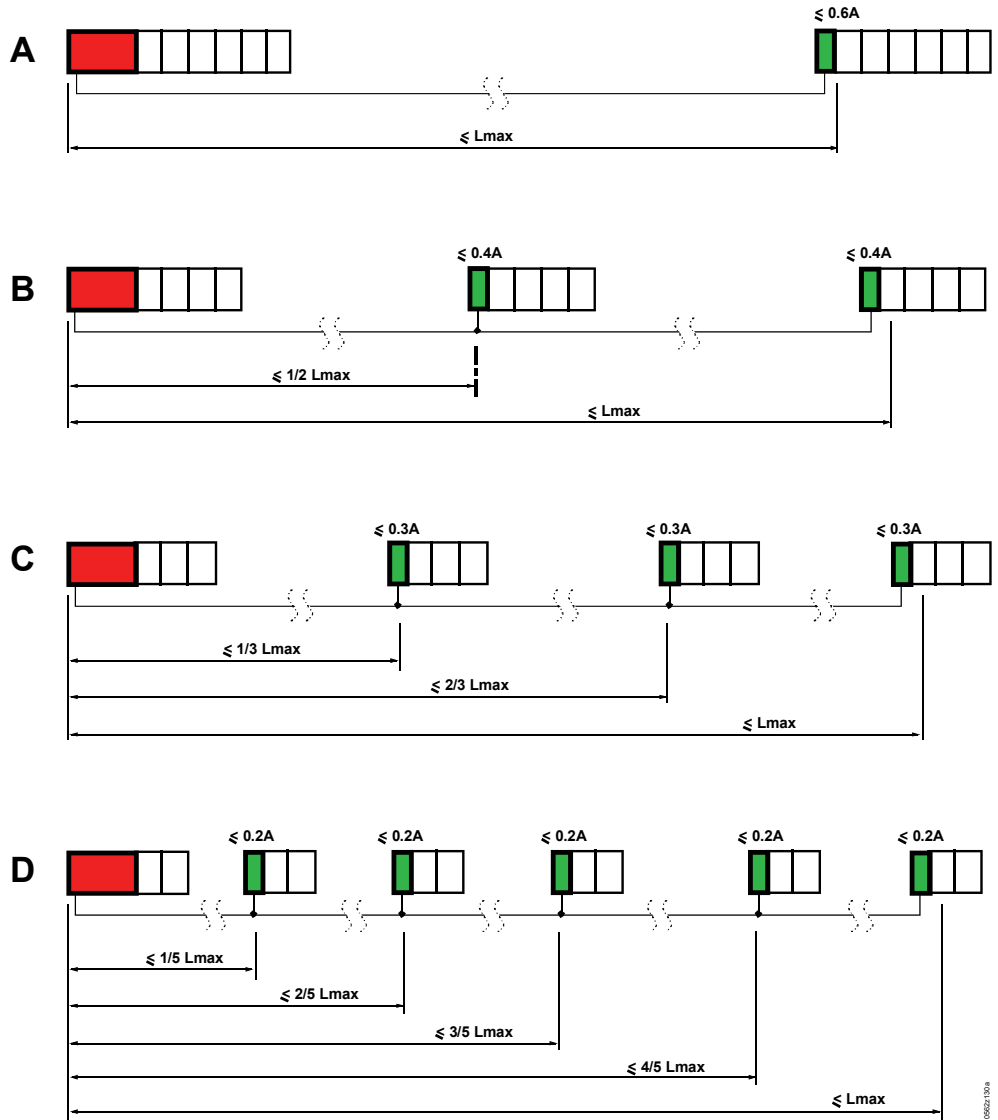 A
≤ 0.6A
≤ Lmax
B
≤ 0.4A
≤ 0.4A
≤ 1/2 Lmax
≤ Lmax
C
≤ 0.3A
≤ 0.3A
≤ 0.3A
≤ 1/3 Lmax
≤ 2/3 Lmax
≤ Lmax
D
≤ 0.2A
≤ 0.2A
≤ 0.2A
≤ 0.2A
≤ 0.2A
≤ 1/5 Lmax
≤ 2/5 Lmax
≤ 3/5 Lmax
≤ 4/5 Lmax
≤ Lmax